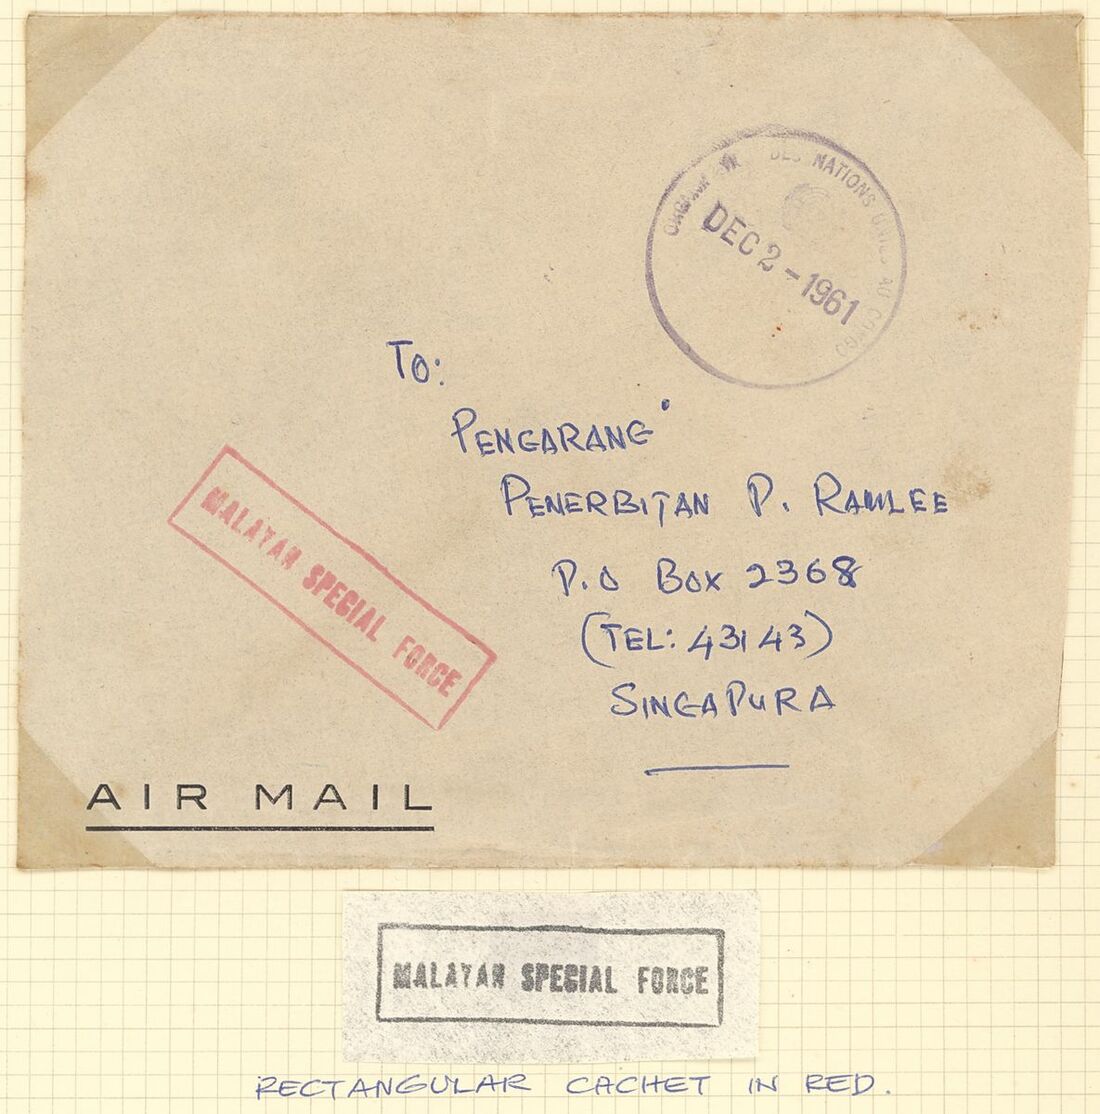 DES NATIONS UNIES AU CONGO
DEC 2 - 1961
To:
PENGARANG
PENERBITAN P. RAMLEE
P.O BOX 2368
(TEL: 43143)
SINGAPURA
MALAYAN SPECIAL FORCE
AIR MAIL
MALAYAN SPECIAL FORCE
RECTANGULAR CACHET IN RED.